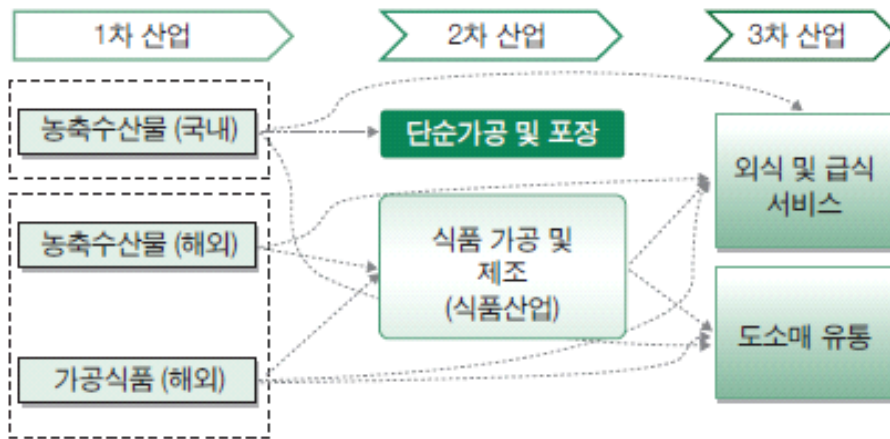 1차 산업
2차 산업
3차 산업
농축수산물 (국내)
단순가공 및 포장
외식 및 급식
서비스
농축수산물 (해외)
식품 가공 및
제조
(식품산업)
가공식품 (해외)
도소매 유통